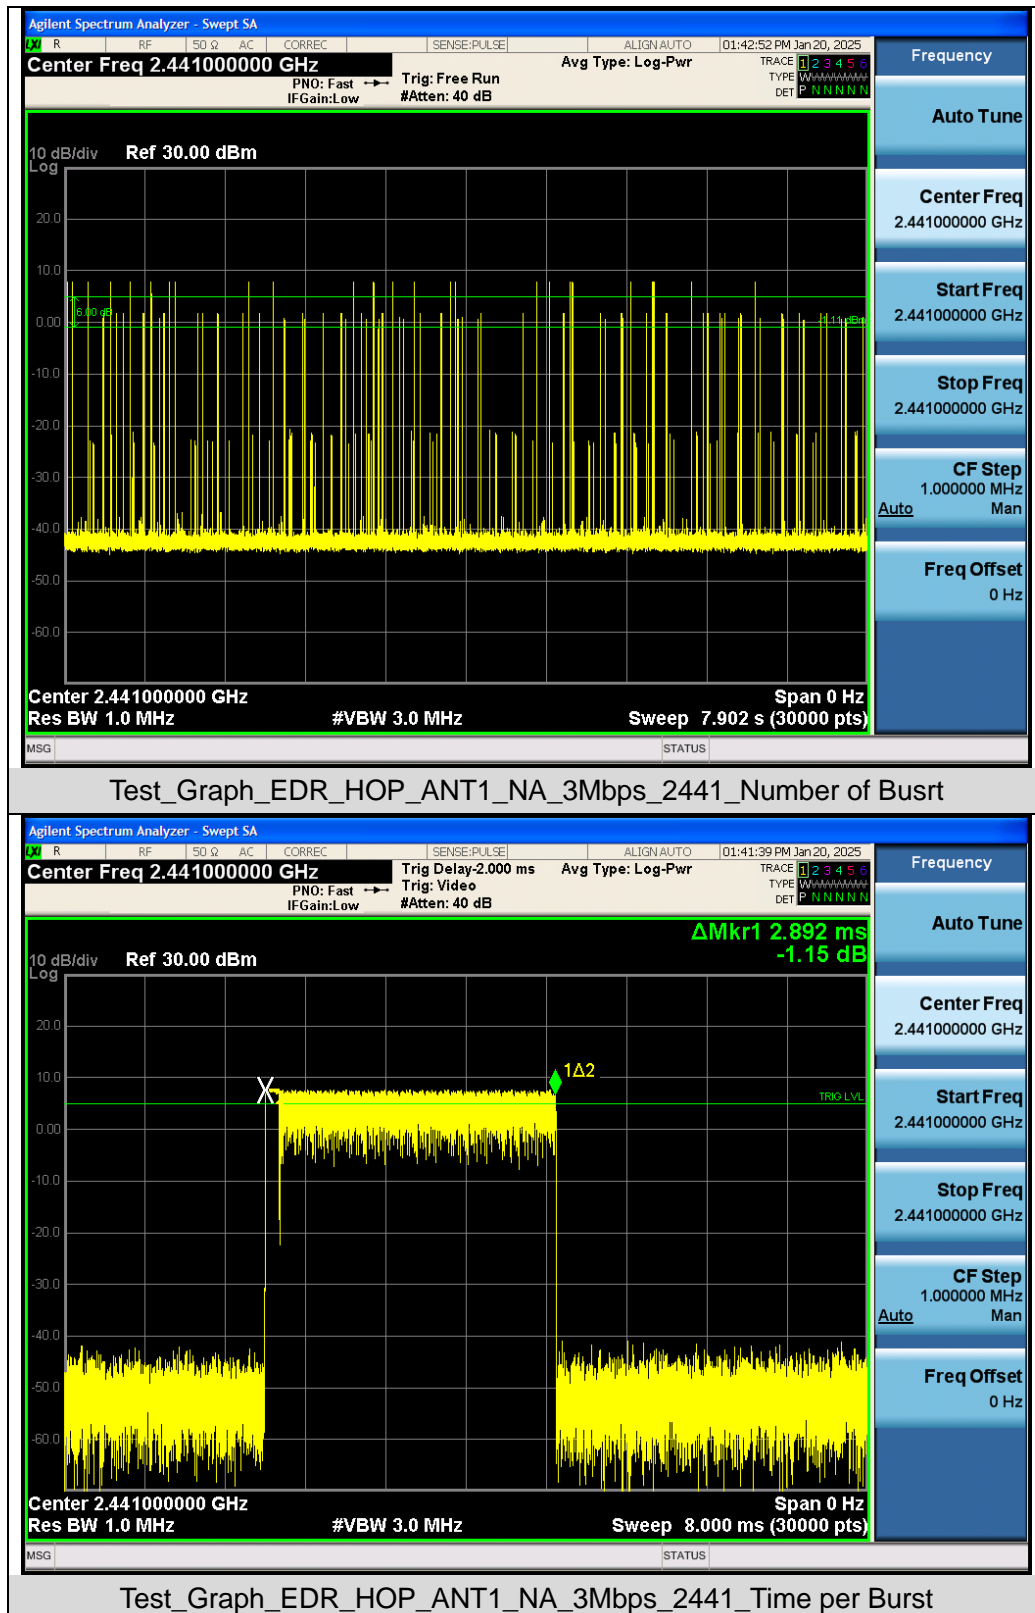 Agilent Spectrum Analyzer - Swept SA
LXI R RF 50 Ω AC CORREC SENSE:PULSE ALIGN AUTO 01:42:52 PM Jan 20, 2025
Center Freq 2.441000000 GHz
PNO: Fast
IFGain:Low
Trig: Free Run
#Atten: 40 dB
Avg Type: Log-Pwr
TRACE 1 2 3 4 5 6
TYPE W
DET P N N N N N
10 dB/div Ref 30.00 dBm
Log
20.0
10.0
0.00
-10.0
-20.0
-30.0
-40.0
-50.0
-60.0
6.00 dB
-1.11 dBm
Center 2.441000000 GHz
Span 0 Hz
Res BW 1.0 MHz
#VBW 3.0 MHz
Sweep 7.902 s (30000 pts)
MSG
STATUS
Frequency
Auto Tune
Center Freq
2.441000000 GHz
Start Freq
2.441000000 GHz
Stop Freq
2.441000000 GHz
CF Step
1.000000 MHz
Auto Man
Freq Offset
0 Hz
Test_Graph_EDR_HOP_ANT1_NA_3Mbps_2441_Number of Busrt
Agilent Spectrum Analyzer - Swept SA
LXI R RF 50 Ω AC CORREC SENSE:PULSE ALIGN AUTO 01:41:39 PM Jan 20, 2025
Center Freq 2.441000000 GHz
PNO: Fast
IFGain:Low
Trig Delay-2.000 ms
Trig: Video
#Atten: 40 dB
Avg Type: Log-Pwr
TRACE 1 2 3 4 5 6
TYPE W
DET P N N N N N
ΔMkr1 2.892 ms
-1.15 dB
10 dB/div Ref 30.00 dBm
Log
20.0
10.0
0.00
-10.0
-20.0
-30.0
-40.0
-50.0
-60.0
1Δ2
TRIG LVL
Center 2.441000000 GHz
Span 0 Hz
Res BW 1.0 MHz
#VBW 3.0 MHz
Sweep 8.000 ms (30000 pts)
MSG
STATUS
Frequency
Auto Tune
Center Freq
2.441000000 GHz
Start Freq
2.441000000 GHz
Stop Freq
2.441000000 GHz
CF Step
1.000000 MHz
Auto Man
Freq Offset
0 Hz
Test_Graph_EDR_HOP_ANT1_NA_3Mbps_2441_Time per Burst